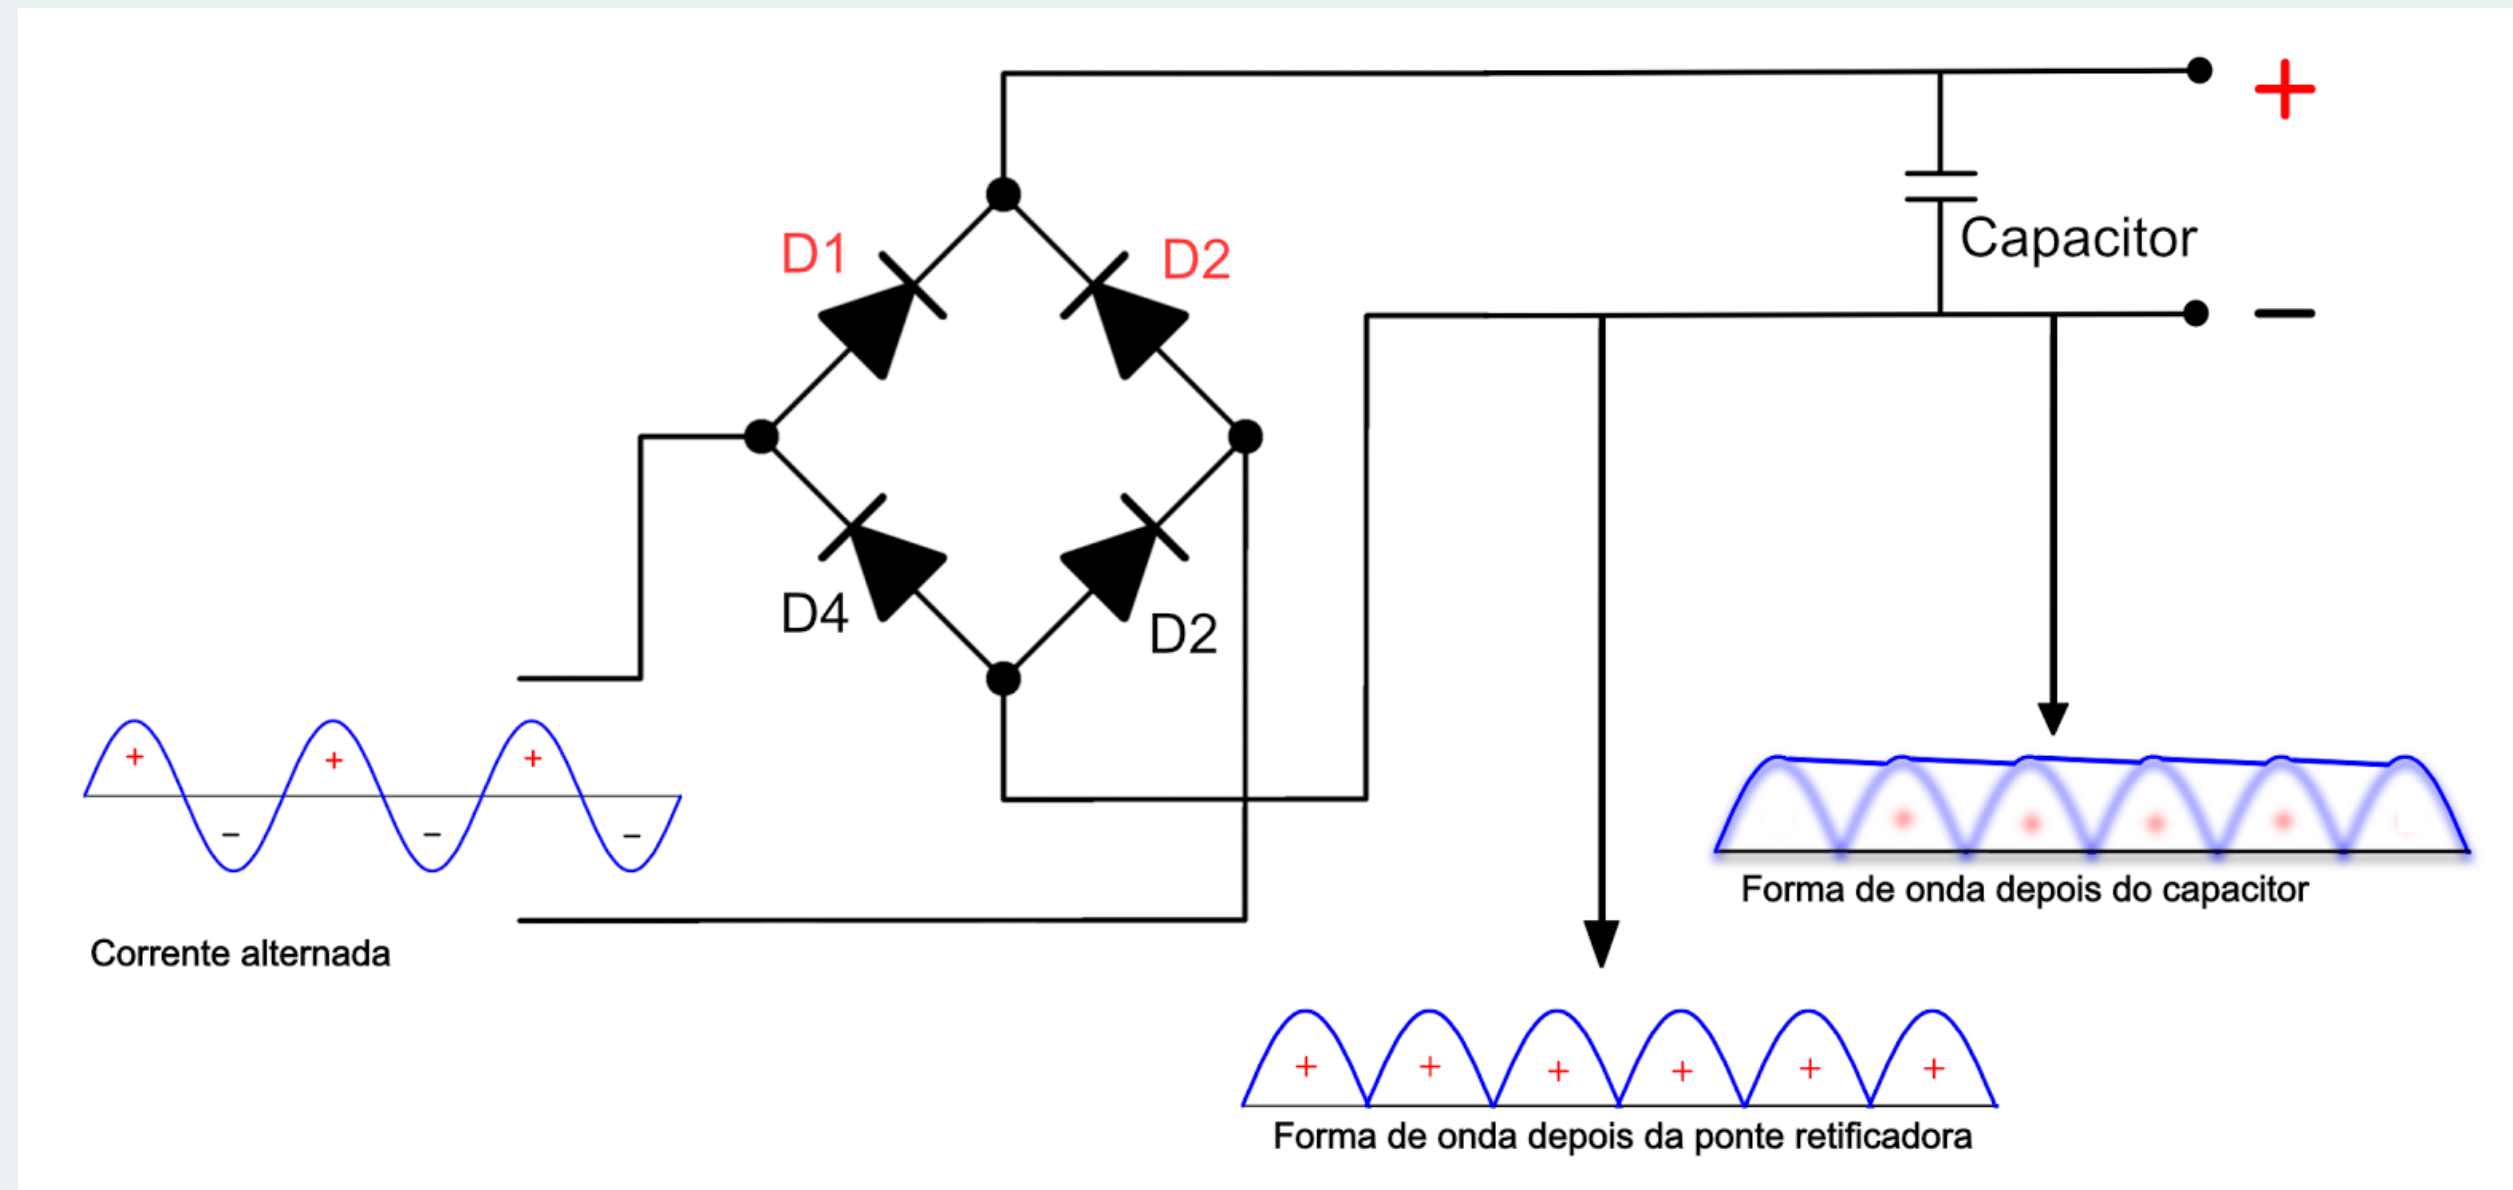 +
D1
D2
Capacitor
−
D4
D2
+ + +
− − −
+ + + +
Forma de onda depois do capacitor
Corrente alternada
+ + + + + +
Forma de onda depois da ponte retificadora